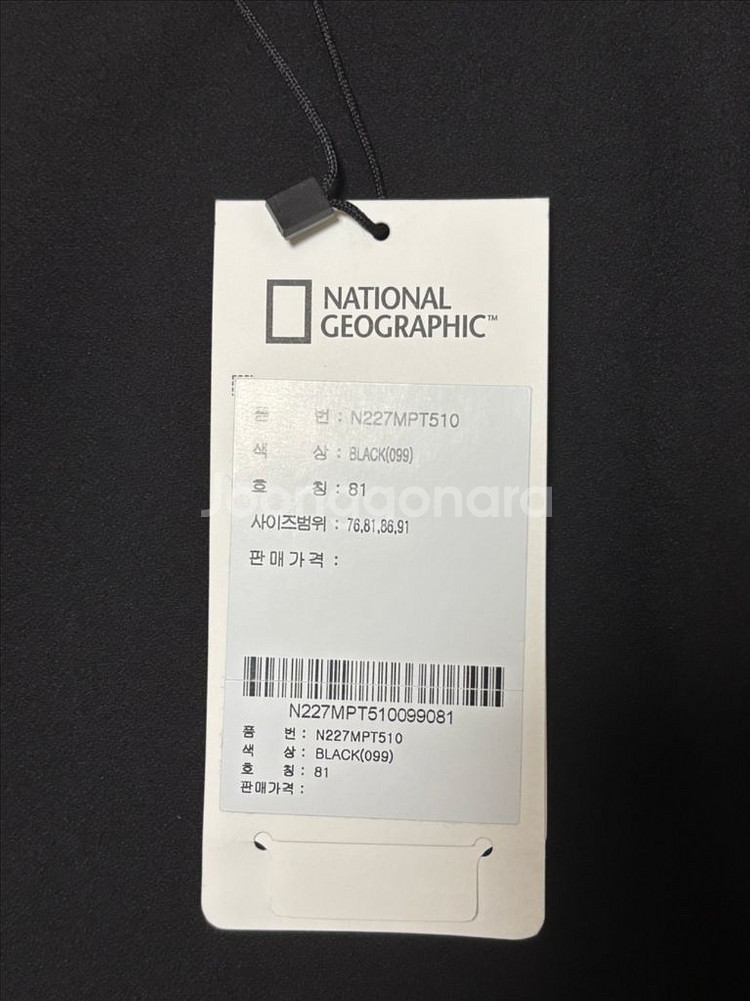 NATIONAL
GEOGRAPHIC™
품 번 : N227MPT510
색 상 : BLACK(099)
호 칭 : 81
Joonggonara
사이즈범위 : 76,81,86,91
판매가격 :
N227MPT510099081
품 번 : N227MPT510
색 상 : BLACK(099)
호 칭 : 81
판매가격 :